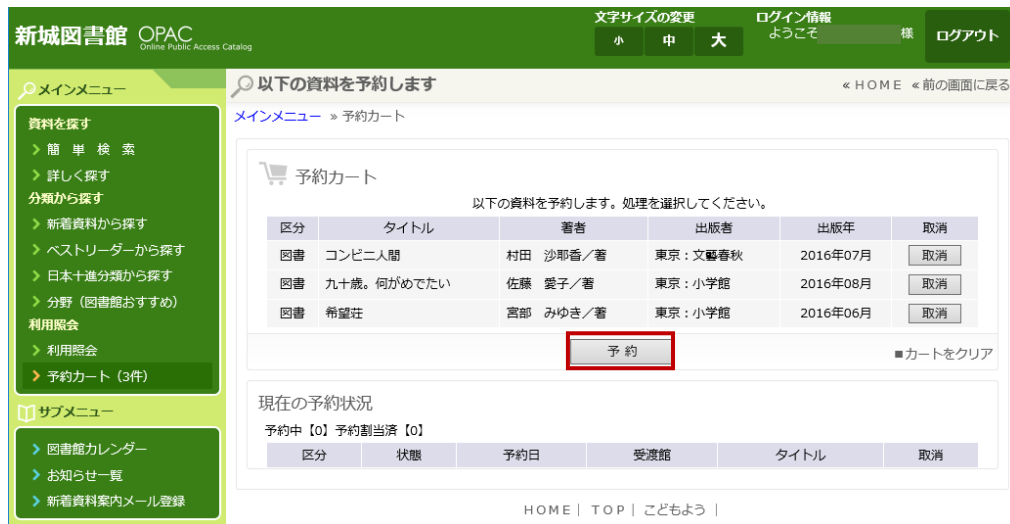 新城図書館 OPAC
Online Public Access Catalog
文字サイズの変更
小 中 大
ログイン情報
ようこそ 様
ログアウト
メインメニュー
資料を探す
簡 単 検 索
詳しく探す
分類から探す
新着資料から探す
ベストリーダーから探す
日本十進分類から探す
分野（図書館おすすめ）
利用照会
利用照会
予約カート（3件）
サブメニュー
図書館カレンダー
お知らせ一覧
新着資料案内メール登録
以下の資料を予約します
« HOME « 前の画面に戻る
メインメニュー » 予約カート
予約カート
以下の資料を予約します。処理を選択してください。
区分 タイトル 著者 出版者 出版年 取消
図書 コンビニ人間 村田 沙耶香／著 東京：文藝春秋 2016年07月 取消
図書 九十歳。何がめでたい 佐藤 愛子／著 東京：小学館 2016年08月 取消
図書 希望荘 宮部 みゆき／著 東京：小学館 2016年06月 取消
予約
■カートをクリア
現在の予約状況
予約中【0】予約割当済【0】
区分 状態 予約日 受渡館 タイトル 取消
HOME｜ TOP｜ こどもよう ｜